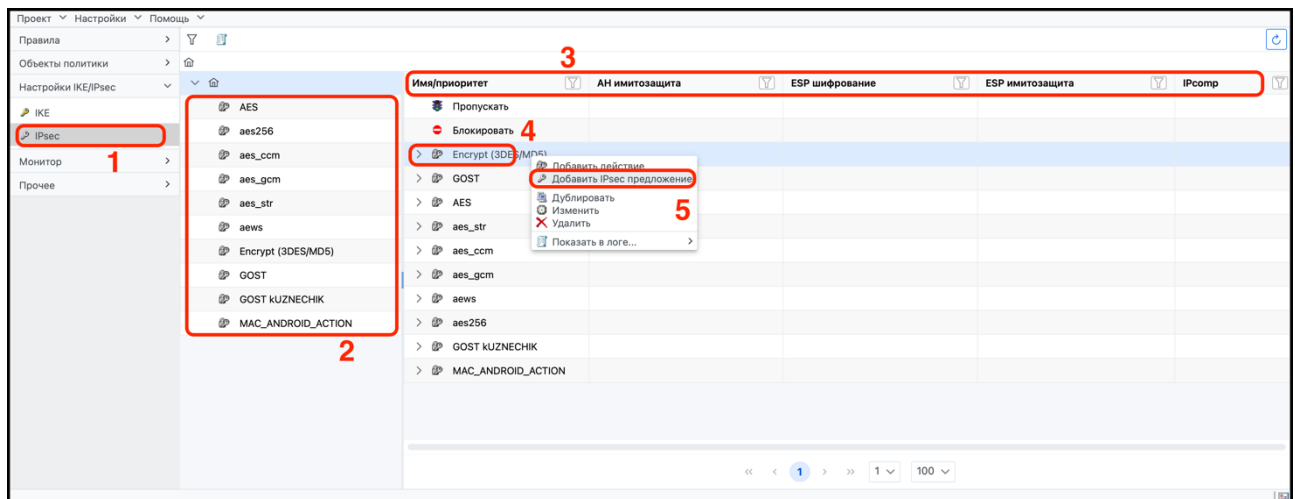 Проект Настройки Помощь
Правила
Объекты политики
Настройки IKE/IPsec
IKE
IPsec
1
Монитор
Прочее
AES
aes256
aes_ccm
aes_gcm
aes_str
aews
Encrypt (3DES/MD5)
GOST
GOST kUZNECHIK
MAC_ANDROID_ACTION
2
3
Имя/приоритет AH имитозащита ESP шифрование ESP имитозащита IPcomp
Пропускать
Блокировать
4
Encrypt (3DES/MD5)
GOST
AES
aes_str
aes_ccm
aes_gcm
aews
aes256
GOST kUZNECHIK
MAC_ANDROID_ACTION
Добавить действие
Добавить IPsec предложение
Дублировать
Изменить
Удалить
5
Показать в логе...
<< < 1 > >> 1 100